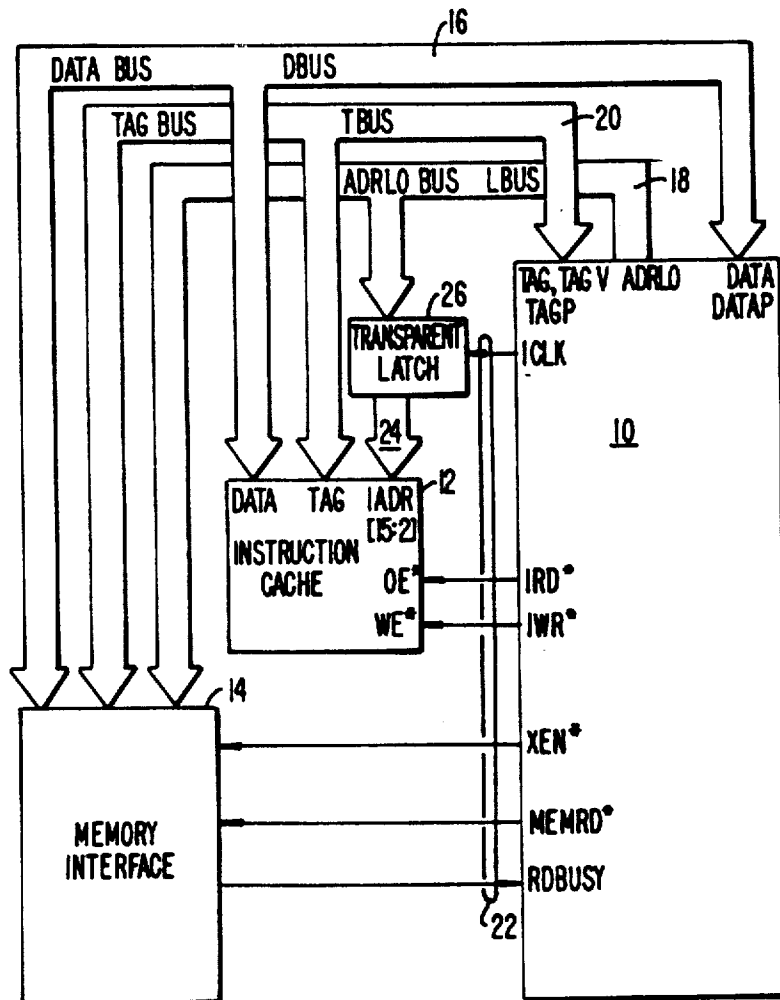 16
DATA BUS DBUS
20
TAG BUS TBUS
ADRLO BUS LBUS
18
TAG, TAG V ADRLO DATA
TAGP DATAP
26
TRANSPARENT
LATCH
ICLK
24
10
12
DATA TAG IADR
[15:2]
INSTRUCTION
CACHE
OE* IRD*
WE* IWR*
14
XEN*
MEMORY
INTERFACE
MEMRD*
RDBUSY
22